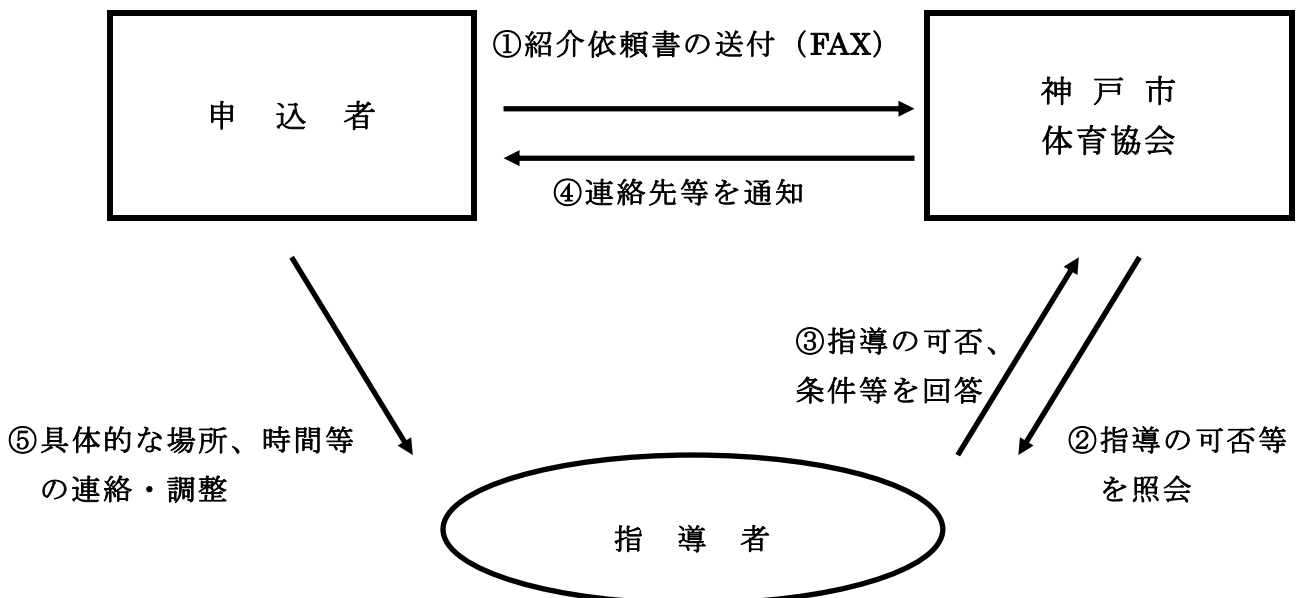 ①紹介依頼書の送付（FAX）
申　込　者
神 戸 市
体育協会
④連絡先等を通知
③指導の可否、
条件等を回答
⑤具体的な場所、時間等
の連絡・調整
②指導の可否等
を照会
指　導　者